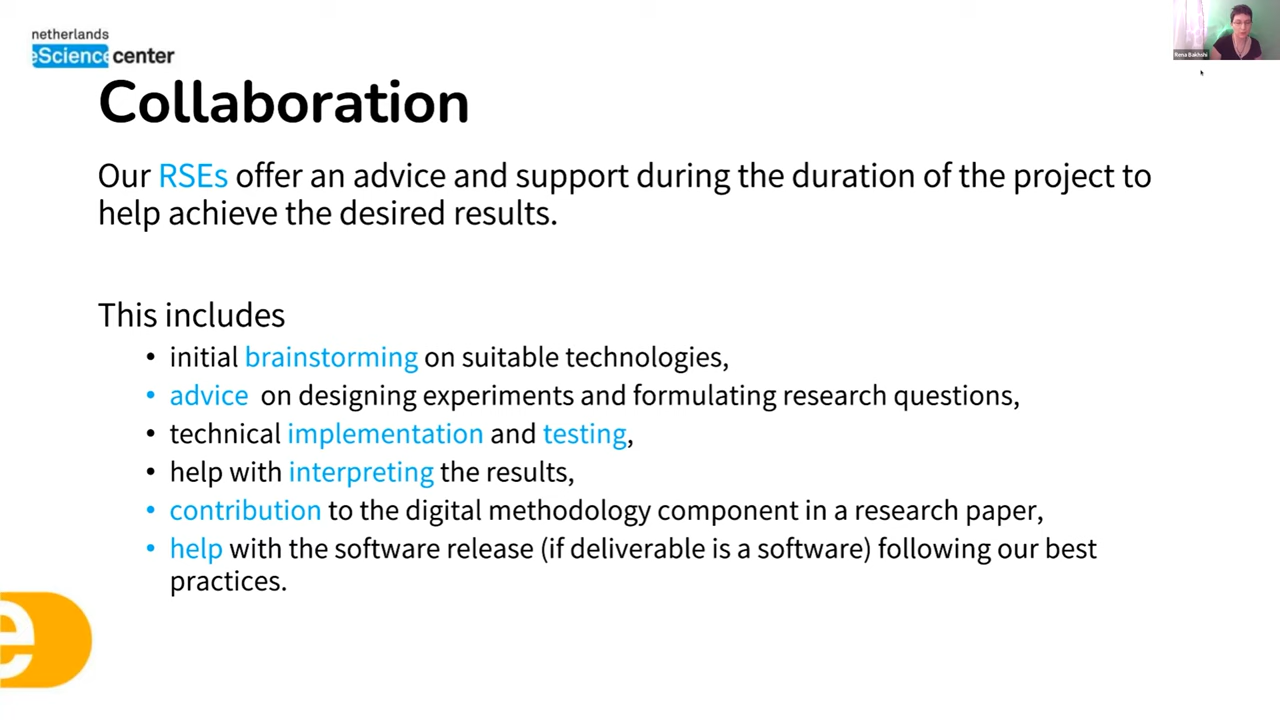 netherlands
eScience center
Rena Bakhshi
Collaboration
Our RSEs offer an advice and support during the duration of the project to
help achieve the desired results.
This includes
• initial brainstorming on suitable technologies,
• advice on designing experiments and formulating research questions,
• technical implementation and testing,
• help with interpreting the results,
• contribution to the digital methodology component in a research paper,
• help with the software release (if deliverable is a software) following our best
practices.
e